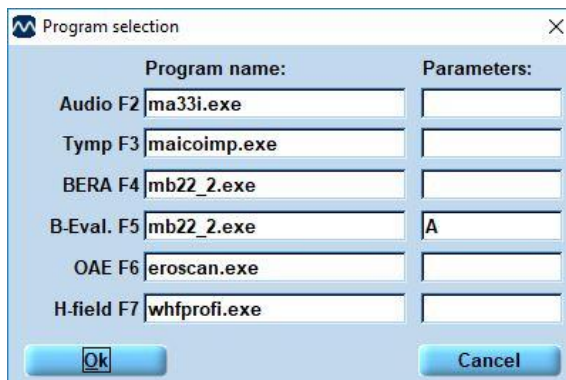 Program selection
Program name: Parameters:
Audio F2 ma33i.exe
Tymp F3 maicoimp.exe
BERA F4 mb22_2.exe
B-Eval. F5 mb22_2.exe A
OAE F6 eroscan.exe
H-field F7 whfprofi.exe
Ok Cancel